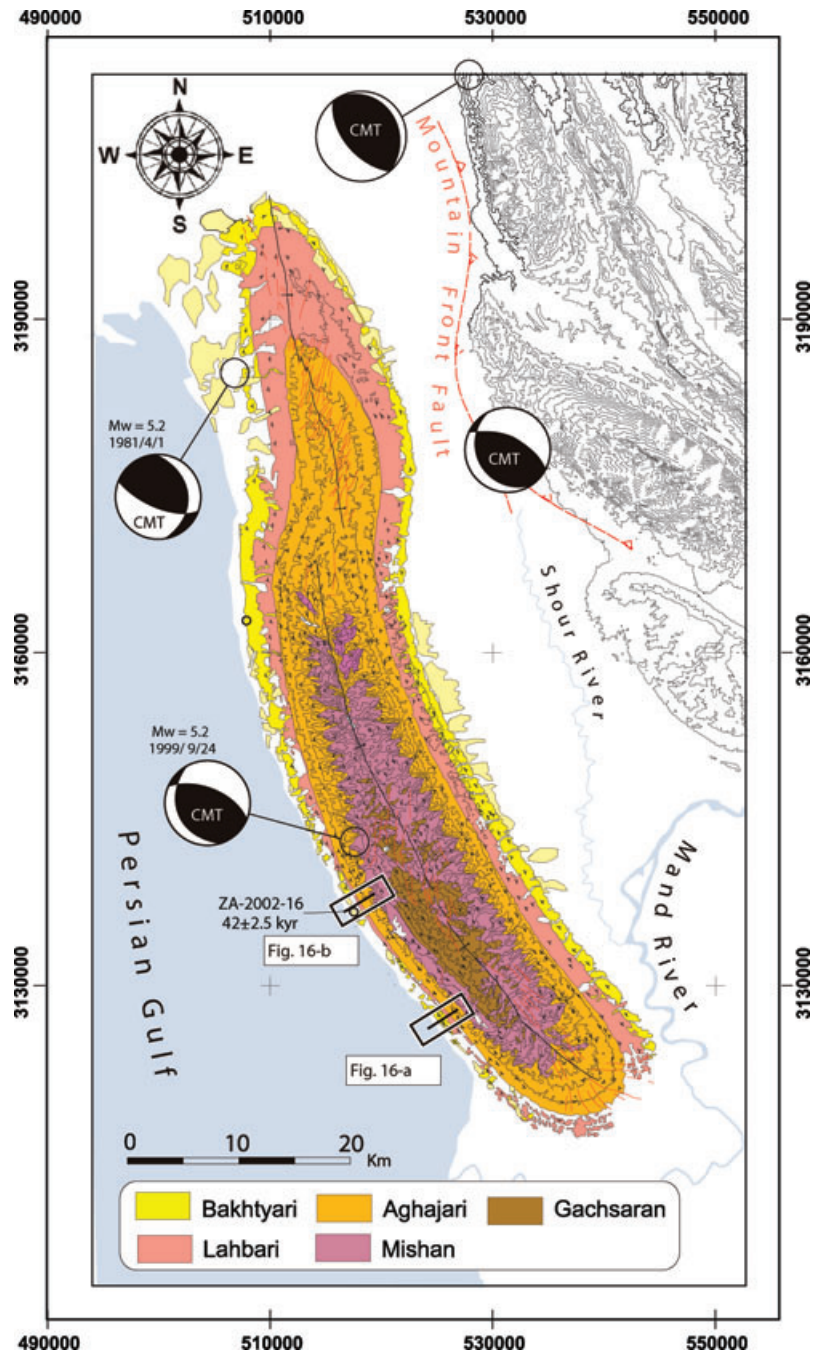 490000 510000 530000 550000
N
W E
S
CMT
Mountain Front Fault
3190000 3190000
Mw = 5.2
1981/4/1
CMT
CMT
Shour River
3160000 3160000
Mw = 5.2
1999/ 9/24
CMT
Persian Gulf
Mand River
ZA-2002-16
42±2.5 kyr
Fig. 16-b
3130000 3130000
Fig. 16-a
0 10 20
Km
Bakhtyari Aghajari Gachsaran
Lahbari Mishan
490000 510000 530000 550000